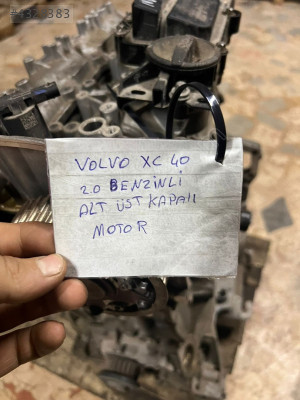 VOLVO XC 40
2.0 BENZİNLİ
ALT ÜST KAPALI
MOTOR